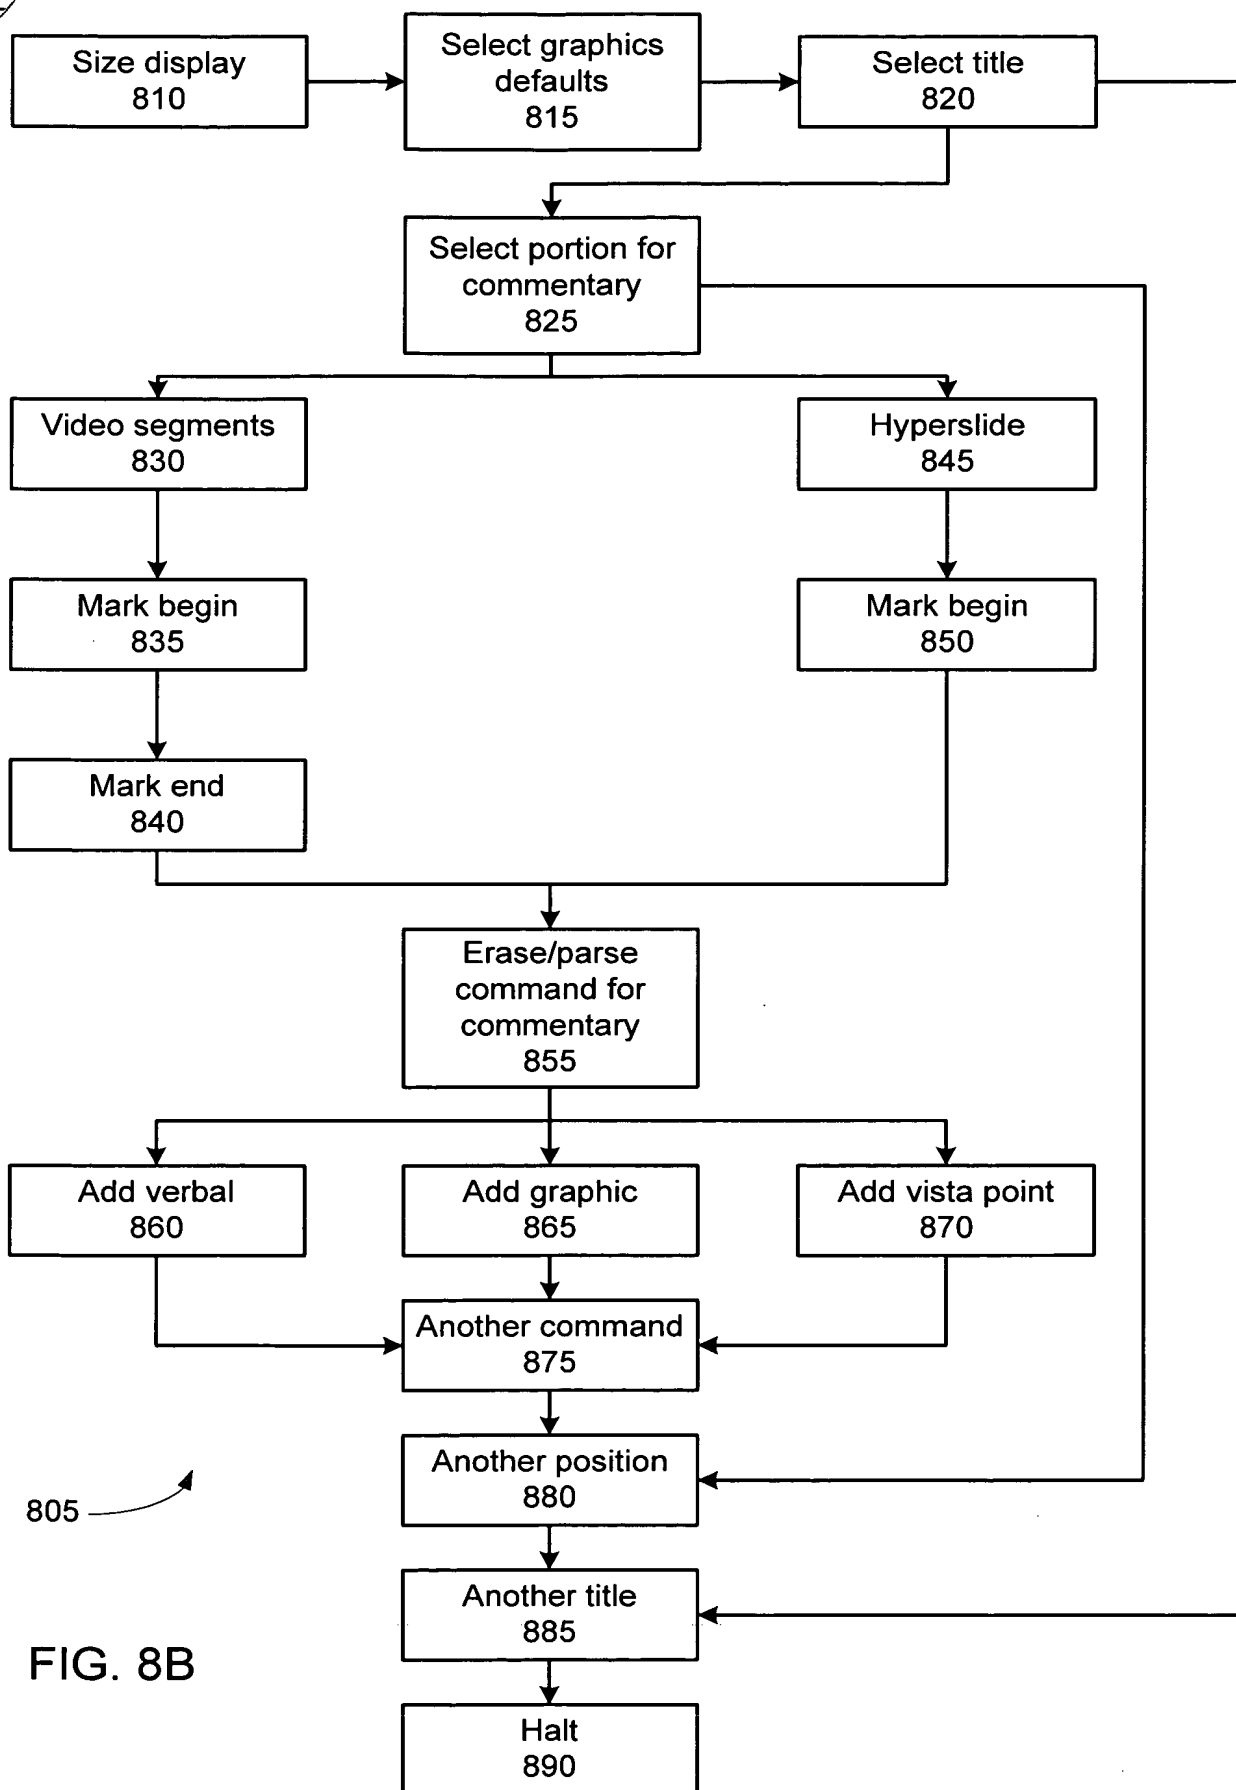 Size display
810
Select graphics
defaults
815
Select title
820
Select portion for
commentary
825
Video segments
830
Hyperslide
845
Mark begin
835
Mark begin
850
Mark end
840
Erase/parse
command for
commentary
855
Add verbal
860
Add graphic
865
Add vista point
870
Another command
875
Another position
880
805
Another title
885
FIG. 8B
Halt
890